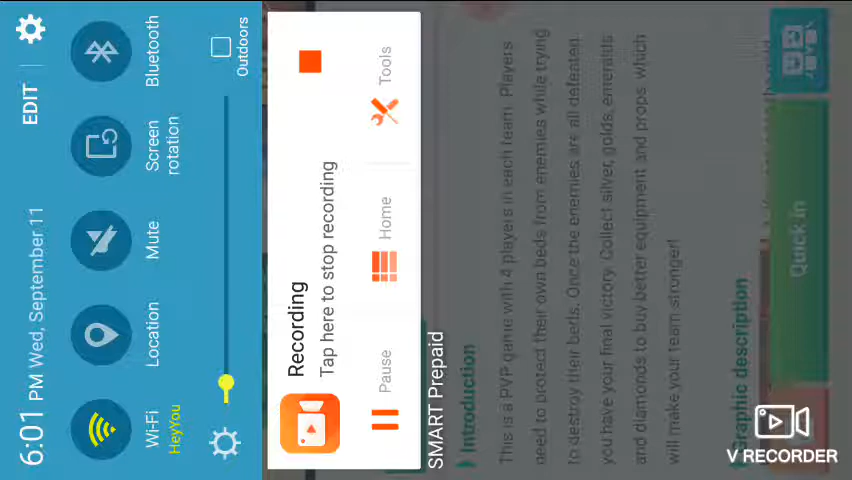 6:01 PM Wed, September 11
EDIT
Wi-Fi
HeyYou
Location
Mute
Screen
rotation
Bluetooth
Outdoors
Recording
Tap here to stop recording
Pause
Home
Tools
SMART Prepaid
Introduction
This is a PVP game with 4 players in each team. Players
need to protect their own beds from enemies while trying
to destroy their beds. Once the enemies are all defeated,
you have your final victory. Collect silver, golds, emeralds
and diamonds to buy better equipment and props, which
will make your team stronger!
Graphic description
Quick in
V RECORDER